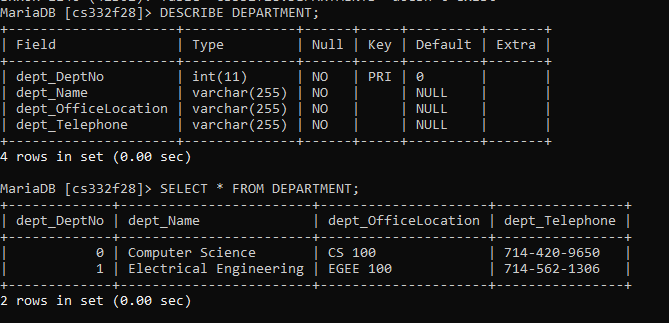 MariaDB [cs332f28]> DESCRIBE DEPARTMENT;
+---------------------+--------------+------+-----+---------+-------+
| Field               | Type         | Null | Key | Default | Extra |
+---------------------+--------------+------+-----+---------+-------+
| dept_DeptNo         | int(11)      | NO   | PRI | 0       |       |
| dept_Name           | varchar(255) | NO   |     | NULL    |       |
| dept_OfficeLocation | varchar(255) | NO   |     | NULL    |       |
| dept_Telephone      | varchar(255) | NO   |     | NULL    |       |
+---------------------+--------------+------+-----+---------+-------+
4 rows in set (0.00 sec)
MariaDB [cs332f28]> SELECT * FROM DEPARTMENT;
+-------------+------------------------+---------------------+----------------+
| dept_DeptNo | dept_Name              | dept_OfficeLocation | dept_Telephone |
+-------------+------------------------+---------------------+----------------+
|           0 | Computer Science       | CS 100              | 714-420-9650   |
|           1 | Electrical Engineering | EGEE 100            | 714-562-1306   |
+-------------+------------------------+---------------------+----------------+
2 rows in set (0.00 sec)